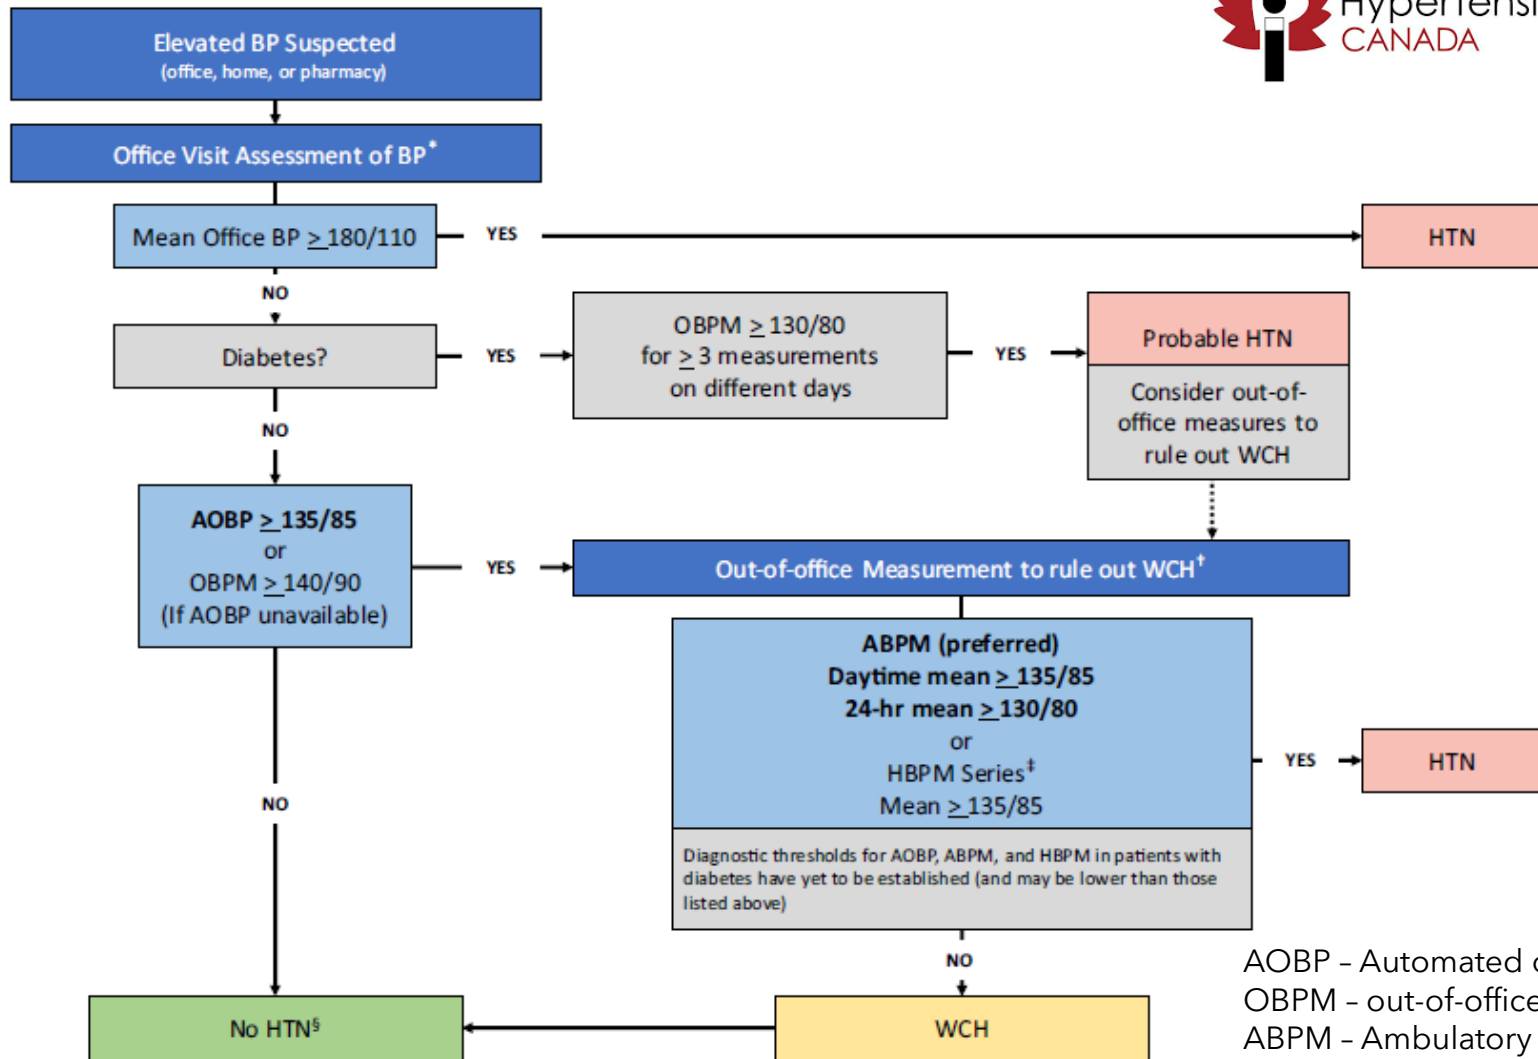 Hypertensi
CANADA
Elevated BP Suspected
(office, home, or pharmacy)
Office Visit Assessment of BP*
Mean Office BP ≥ 180/110
YES
HTN
NO
Diabetes?
YES
OBPM ≥ 130/80
for ≥ 3 measurements
on different days
YES
Probable HTN
Consider out-of-
office measures to
rule out WCH
NO
AOBP ≥ 135/85
or
OBPM ≥ 140/90
(If AOBP unavailable)
YES
Out-of-office Measurement to rule out WCH†
ABPM (preferred)
Daytime mean ≥ 135/85
24-hr mean ≥ 130/80
or
HBPM Series‡
Mean ≥ 135/85
YES
HTN
Diagnostic thresholds for AOBP, ABPM, and HBPM in patients with
diabetes have yet to be established (and may be lower than those
listed above)
NO
NO
No HTN§
WCH
AOBP – Automated
OBPM – out-of-office
ABPM – Ambulatory